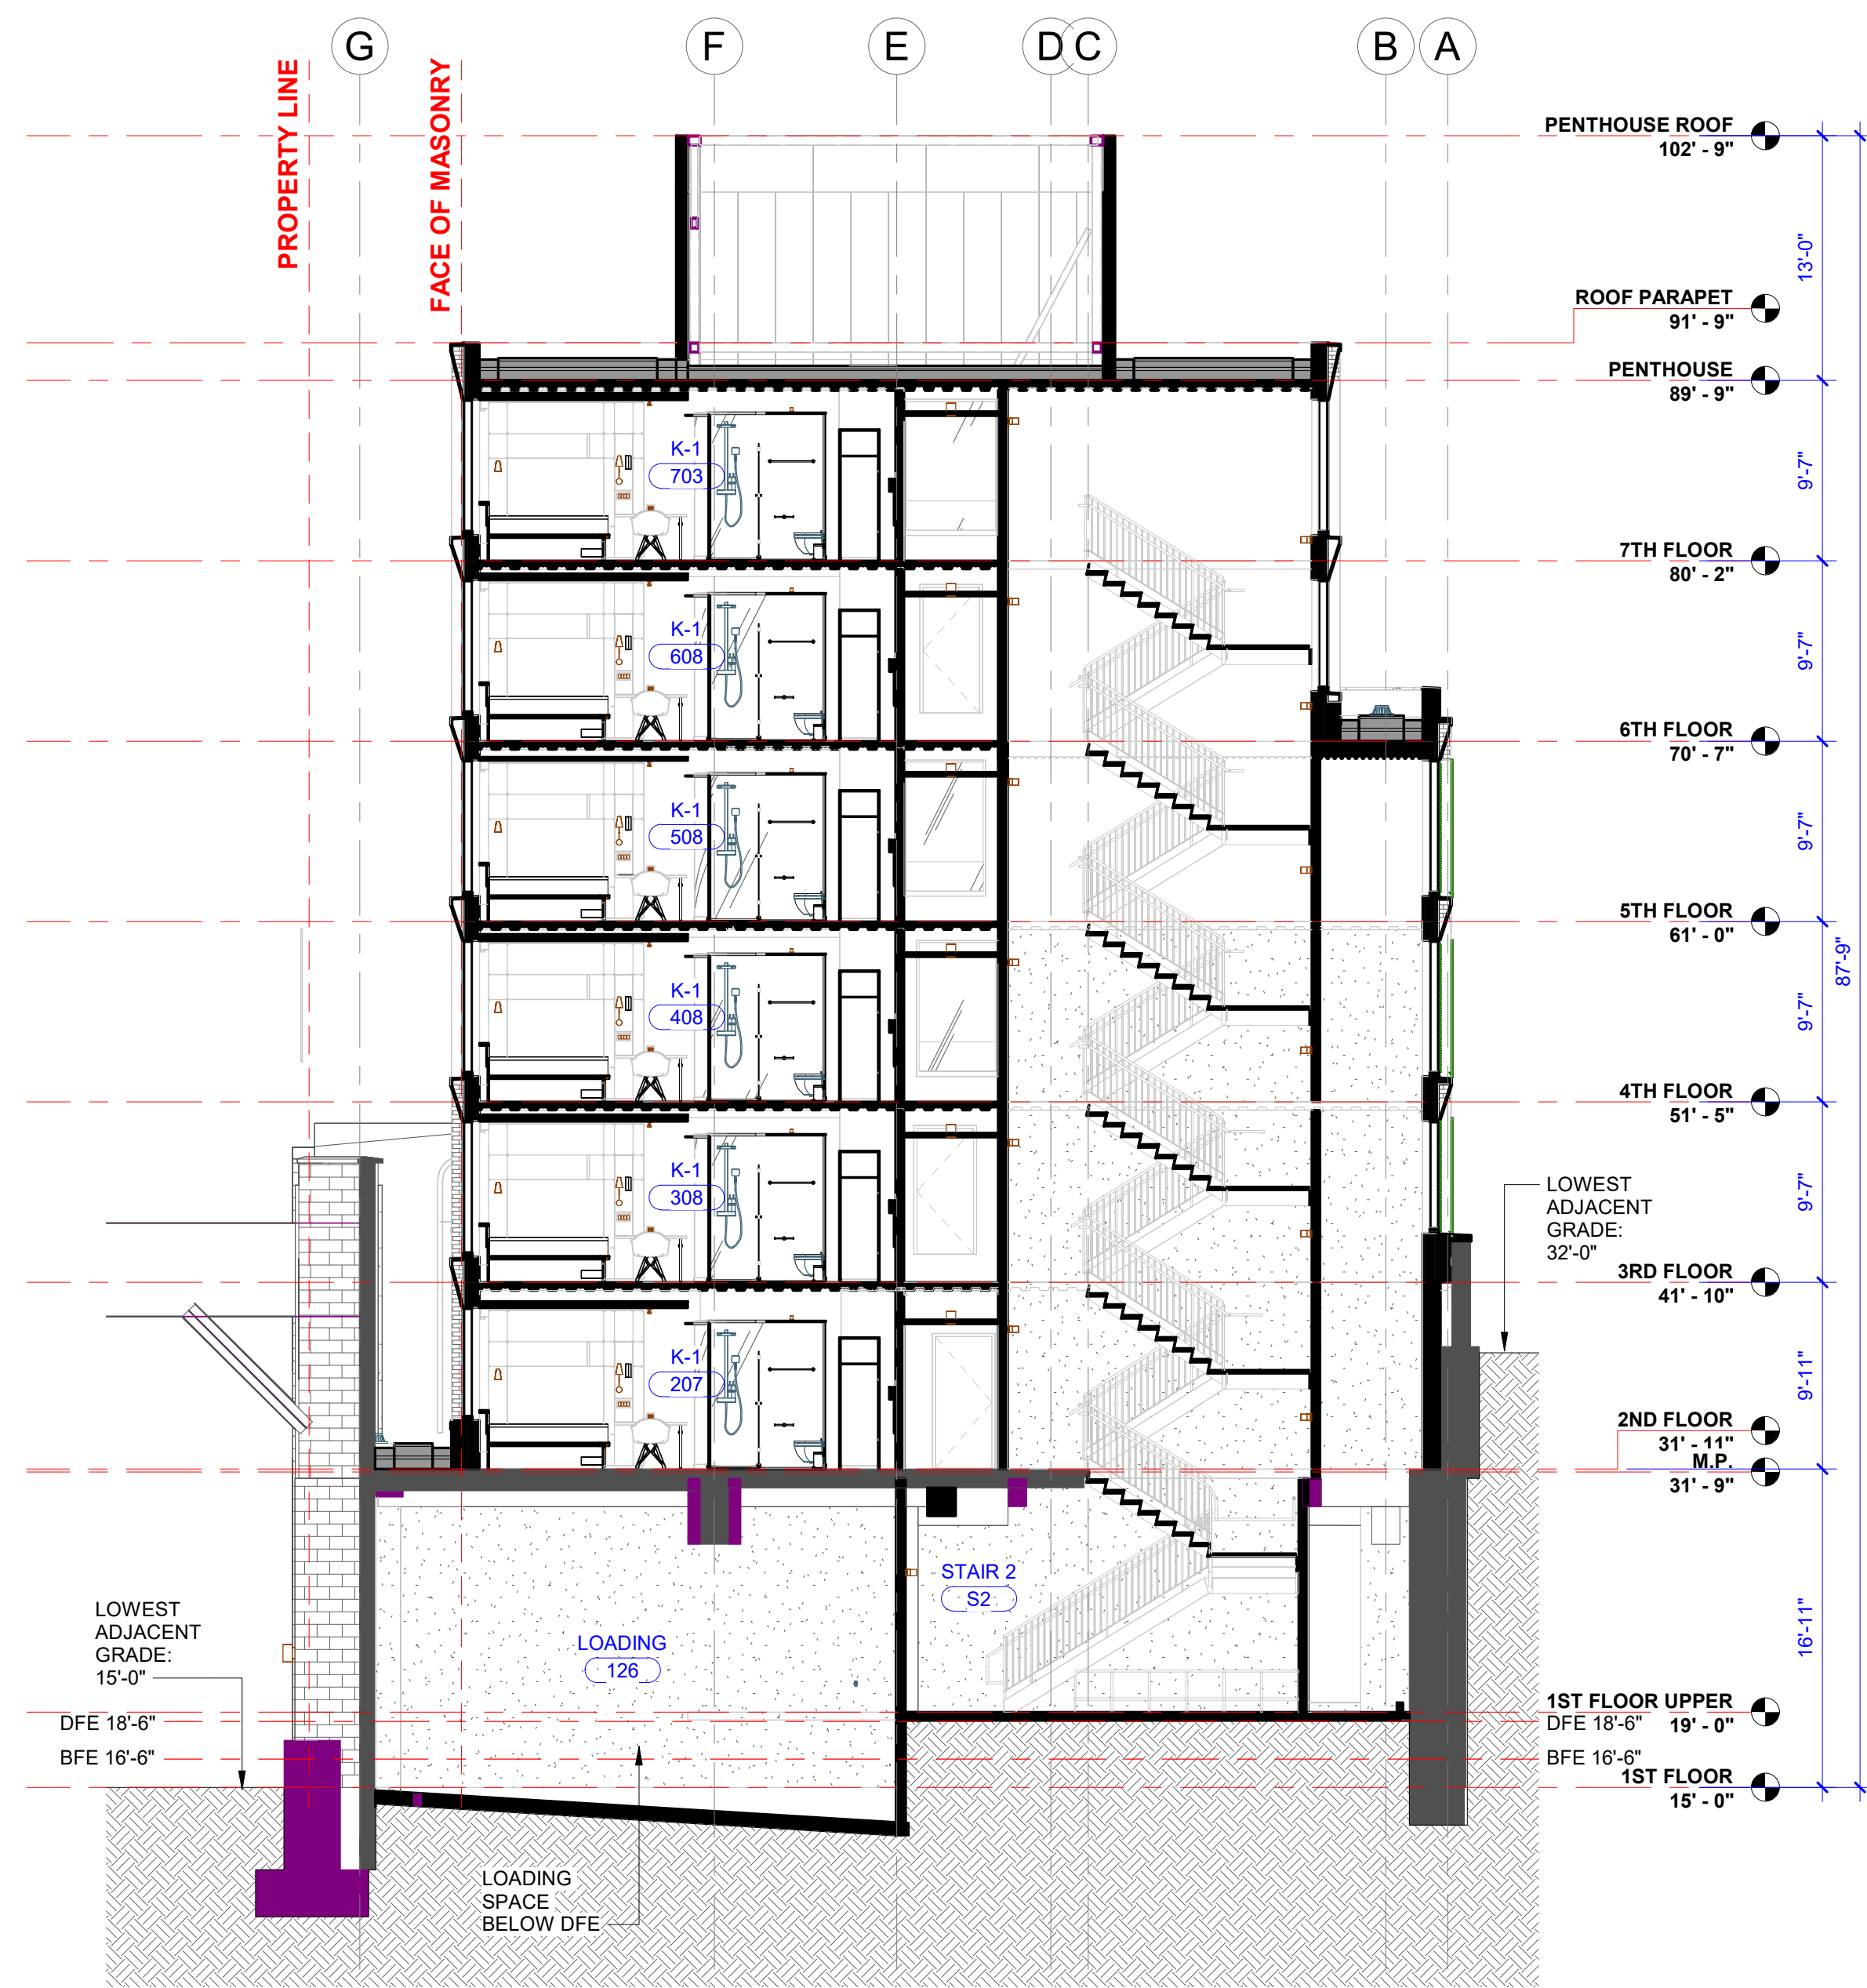 G
F
E
D
C
B
A
PROPERTY LINE
FACE OF MASONRY
PENTHOUSE ROOF
102' - 9"
13'-0"
ROOF PARAPET
91' - 9"
PENTHOUSE
89' - 9"
K-1
703
9'-7"
7TH FLOOR
80' - 2"
K-1
608
9'-7"
6TH FLOOR
70' - 7"
K-1
508
9'-7"
5TH FLOOR
61' - 0"
87'-9"
K-1
408
9'-7"
4TH FLOOR
51' - 5"
K-1
308
9'-7"
LOWEST
ADJACENT
GRADE:
32'-0"
3RD FLOOR
41' - 10"
K-1
207
9'-11"
2ND FLOOR
31' - 11"
M.P.
31' - 9"
STAIR 2
S2
LOADING
126
16'-11"
LOWEST
ADJACENT
GRADE:
15'-0"
DFE 18'-6"
BFE 16'-6"
1ST FLOOR UPPER
DFE 18'-6" 19' - 0"
BFE 16'-6"
1ST FLOOR
15' - 0"
LOADING
SPACE
BELOW DFE